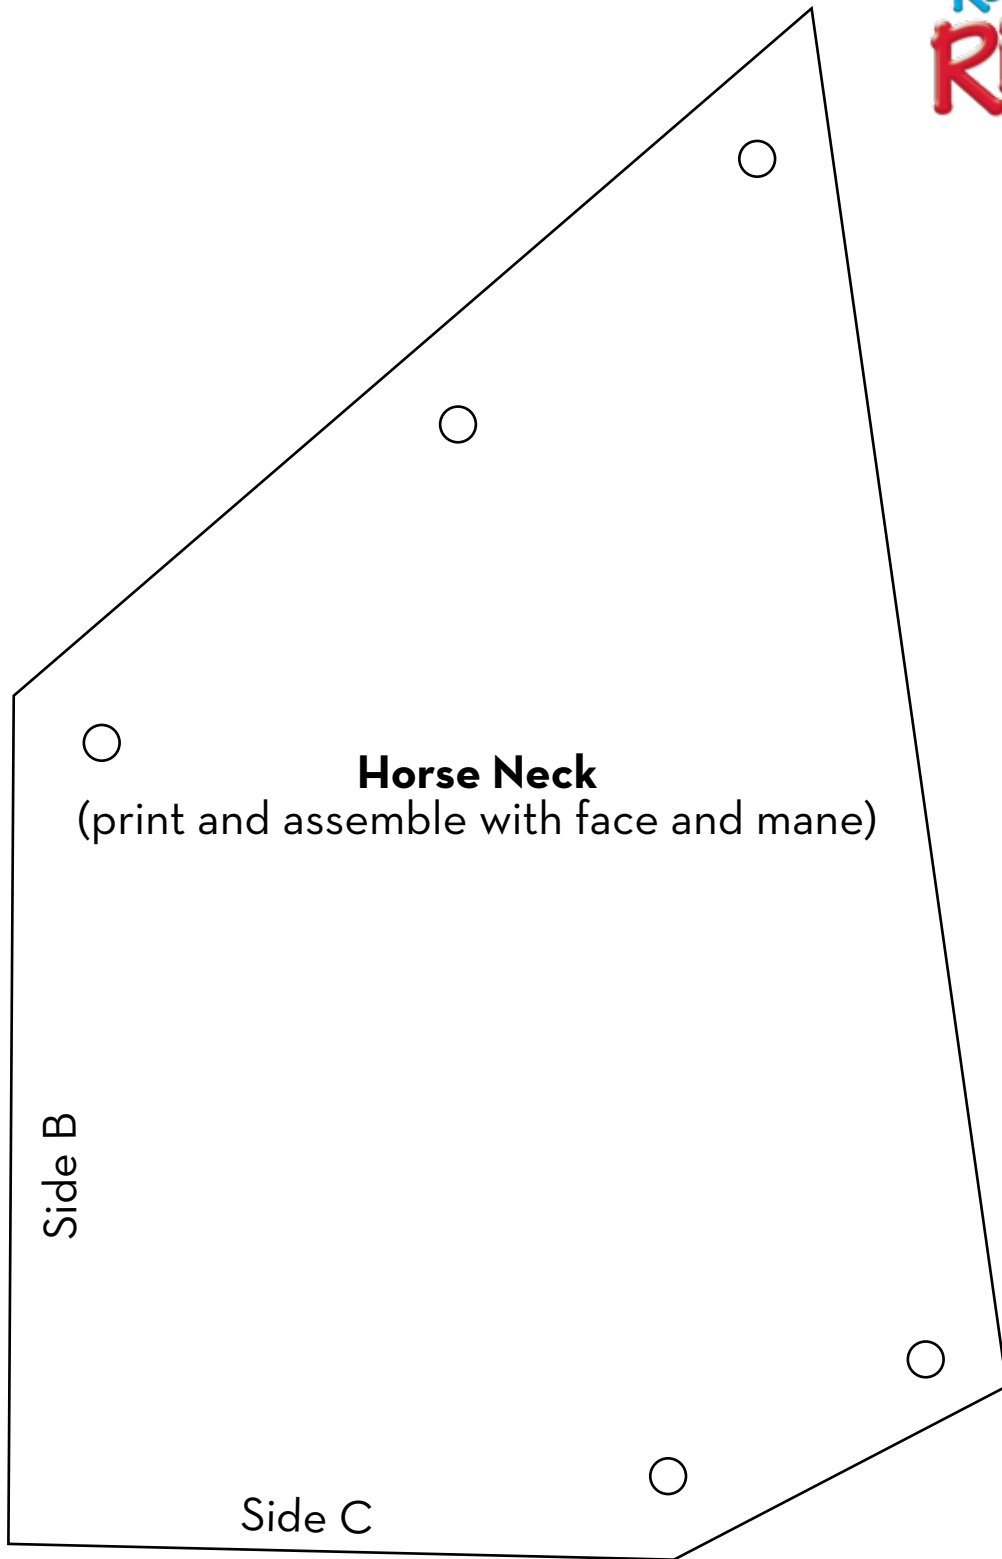 Horse Neck
(print and assemble with face and mane)
Side B
Side C